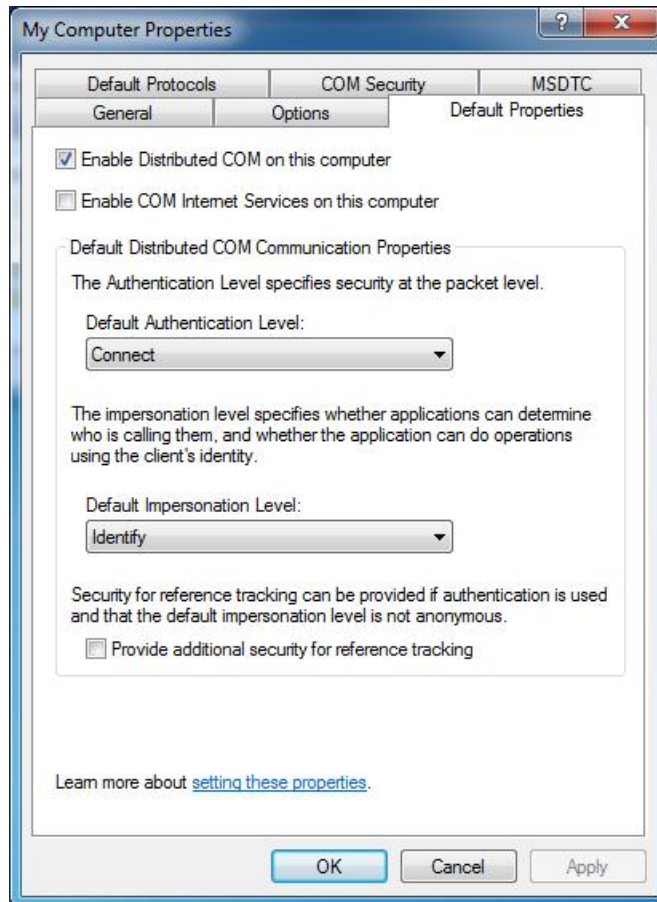 My Computer Properties
?
Default Protocols COM Security MSDTC
General Options Default Properties
Enable Distributed COM on this computer
Enable COM Internet Services on this computer
Default Distributed COM Communication Properties
The Authentication Level specifies security at the packet level.
Default Authentication Level:
Connect
The impersonation level specifies whether applications can determine
who is calling them, and whether the application can do operations
using the client's identity.
Default Impersonation Level:
Identify
Security for reference tracking can be provided if authentication is used
and that the default impersonation level is not anonymous.
Provide additional security for reference tracking
Learn more about setting these properties.
OK Cancel Apply